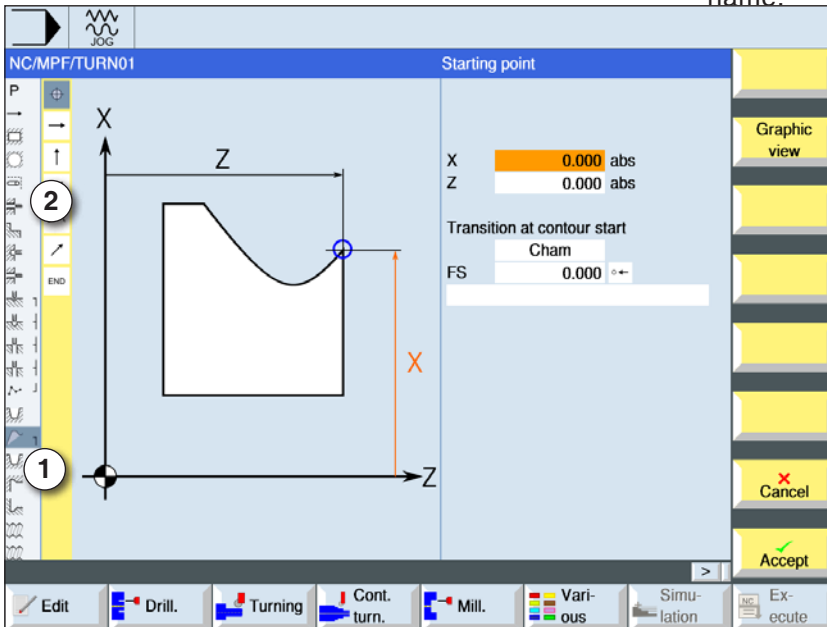 name.
JOG
NC/MPF/TURN01
Starting point
P
END
2
1
X
Z
X
Z
X 0.000 abs
Z 0.000 abs
Transition at contour start
Cham
FS 0.000
Graphic
view
Cancel
Accept
>
Edit
Drill.
Turning
Cont.
turn.
Mill.
Vari-
ous
Simu-
lation
NC
Ex-
ecute